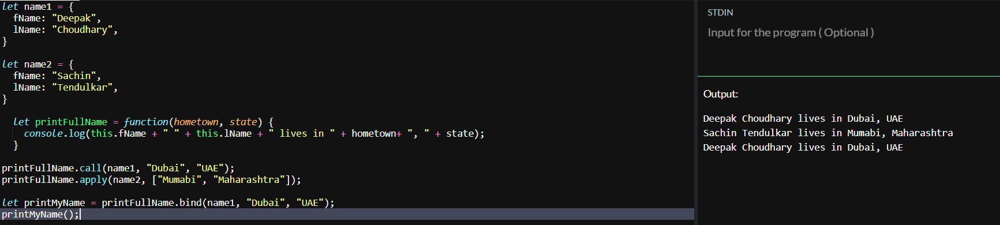 let name1 = {
  fName: "Deepak",
  lName: "Choudhary",
}

let name2 = {
  fName: "Sachin",
  lName: "Tendulkar",
}

  let printFullName = function(hometown, state) {
    console.log(this.fName + " " + this.lName + " lives in " + hometown+ ", " + state);
  }

printFullName.call(name1, "Dubai", "UAE");
printFullName.apply(name2, ["Mumabi", "Maharashtra"]);

let printMyName = printFullName.bind(name1, "Dubai", "UAE");
printMyName();
STDIN
Input for the program ( Optional )
Output:
Deepak Choudhary lives in Dubai, UAE
Sachin Tendulkar lives in Mumabi, Maharashtra
Deepak Choudhary lives in Dubai, UAE